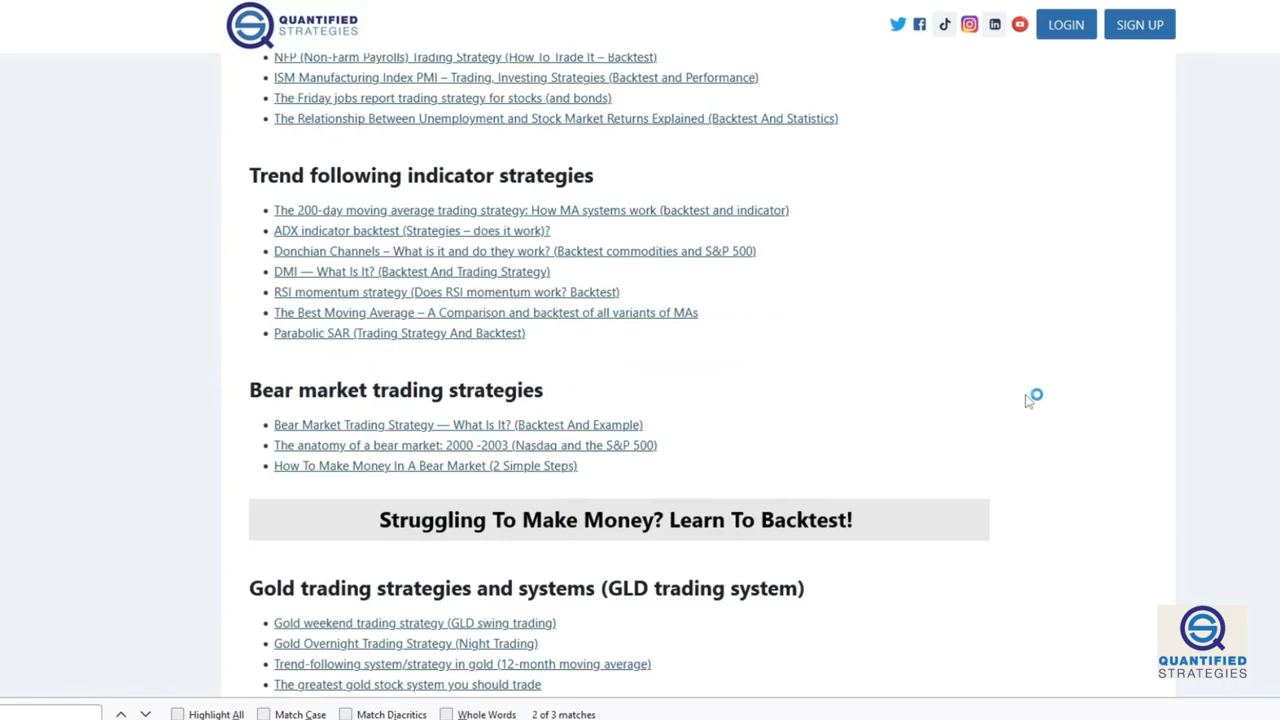 QUANTIFIED
STRATEGIES
LOGIN
SIGN UP
NFP (Non-Farm Payrolls) Trading Strategy (How To Trade It – Backtest)
ISM Manufacturing Index PMI – Trading, Investing Strategies (Backtest and Performance)
The Friday jobs report trading strategy for stocks (and bonds)
The Relationship Between Unemployment and Stock Market Returns Explained (Backtest And Statistics)
Trend following indicator strategies
The 200-day moving average trading strategy: How MA systems work (backtest and indicator)
ADX indicator backtest (Strategies – does it work)?
Donchian Channels – What is it and do they work? (Backtest commodities and S&P 500)
DMI — What Is It? (Backtest And Trading Strategy)
RSI momentum strategy (Does RSI momentum work? Backtest)
The Best Moving Average – A Comparison and backtest of all variants of MAs
Parabolic SAR (Trading Strategy And Backtest)
Bear market trading strategies
Bear Market Trading Strategy — What Is It? (Backtest And Example)
The anatomy of a bear market: 2000 -2003 (Nasdaq and the S&P 500)
How To Make Money In A Bear Market (2 Simple Steps)
Struggling To Make Money? Learn To Backtest!
Gold trading strategies and systems (GLD trading system)
Gold weekend trading strategy (GLD swing trading)
Gold Overnight Trading Strategy (Night Trading)
Trend-following system/strategy in gold (12-month moving average)
The greatest gold stock system you should trade
QUANTIFIED
STRATEGIES
Highlight All
Match Case
Match Diacritics
Whole Words
2 of 3 matches